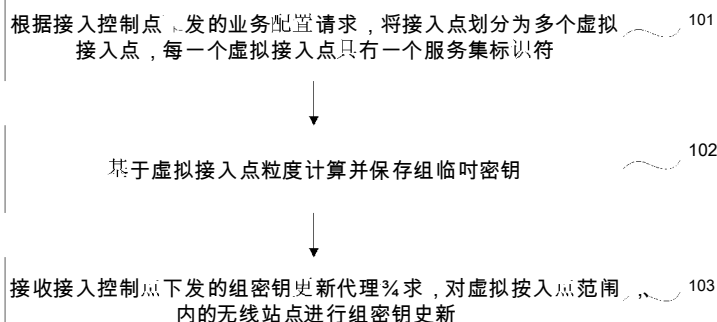 根据接入控制点下发的业务配置请求，将接入点划分为多个虚拟
接入点，每一个虚拟接入点只有一个服务集标识符
101
基于虚拟接入点粒度计算并保存组临时密钥
102
接收接入控制点下发的组密钥更新代理请求，对虚拟接入点范围
内的无线站点进行组密钥更新
103